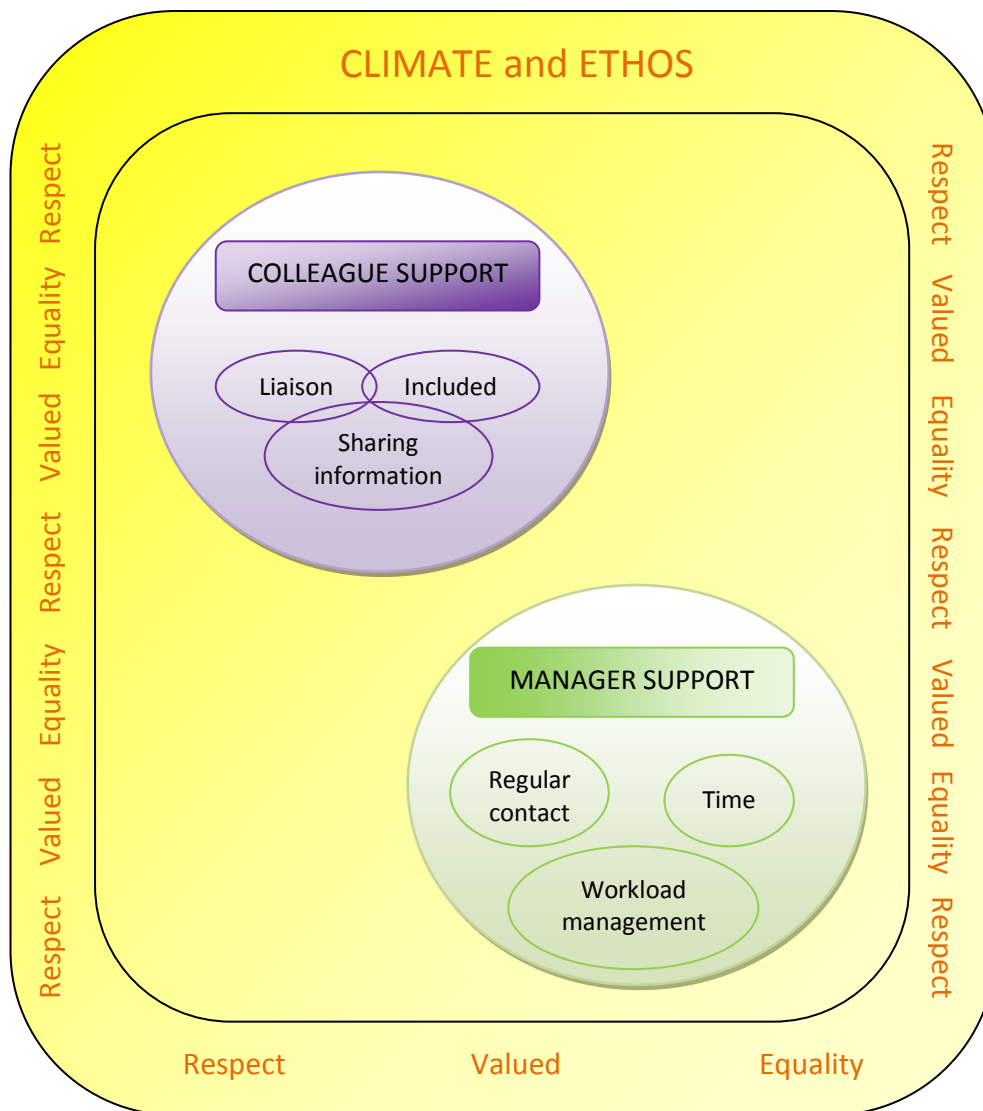 CLIMATE and ETHOS
Respect Valued Equality Respect Valued Equality Respect
COLLEAGUE SUPPORT
Liaison
Included
Sharing
information
MANAGER SUPPORT
Regular
contact
Time
Workload
management
Respect Valued Equality Respect Valued Equality Respect
Respect Valued Equality